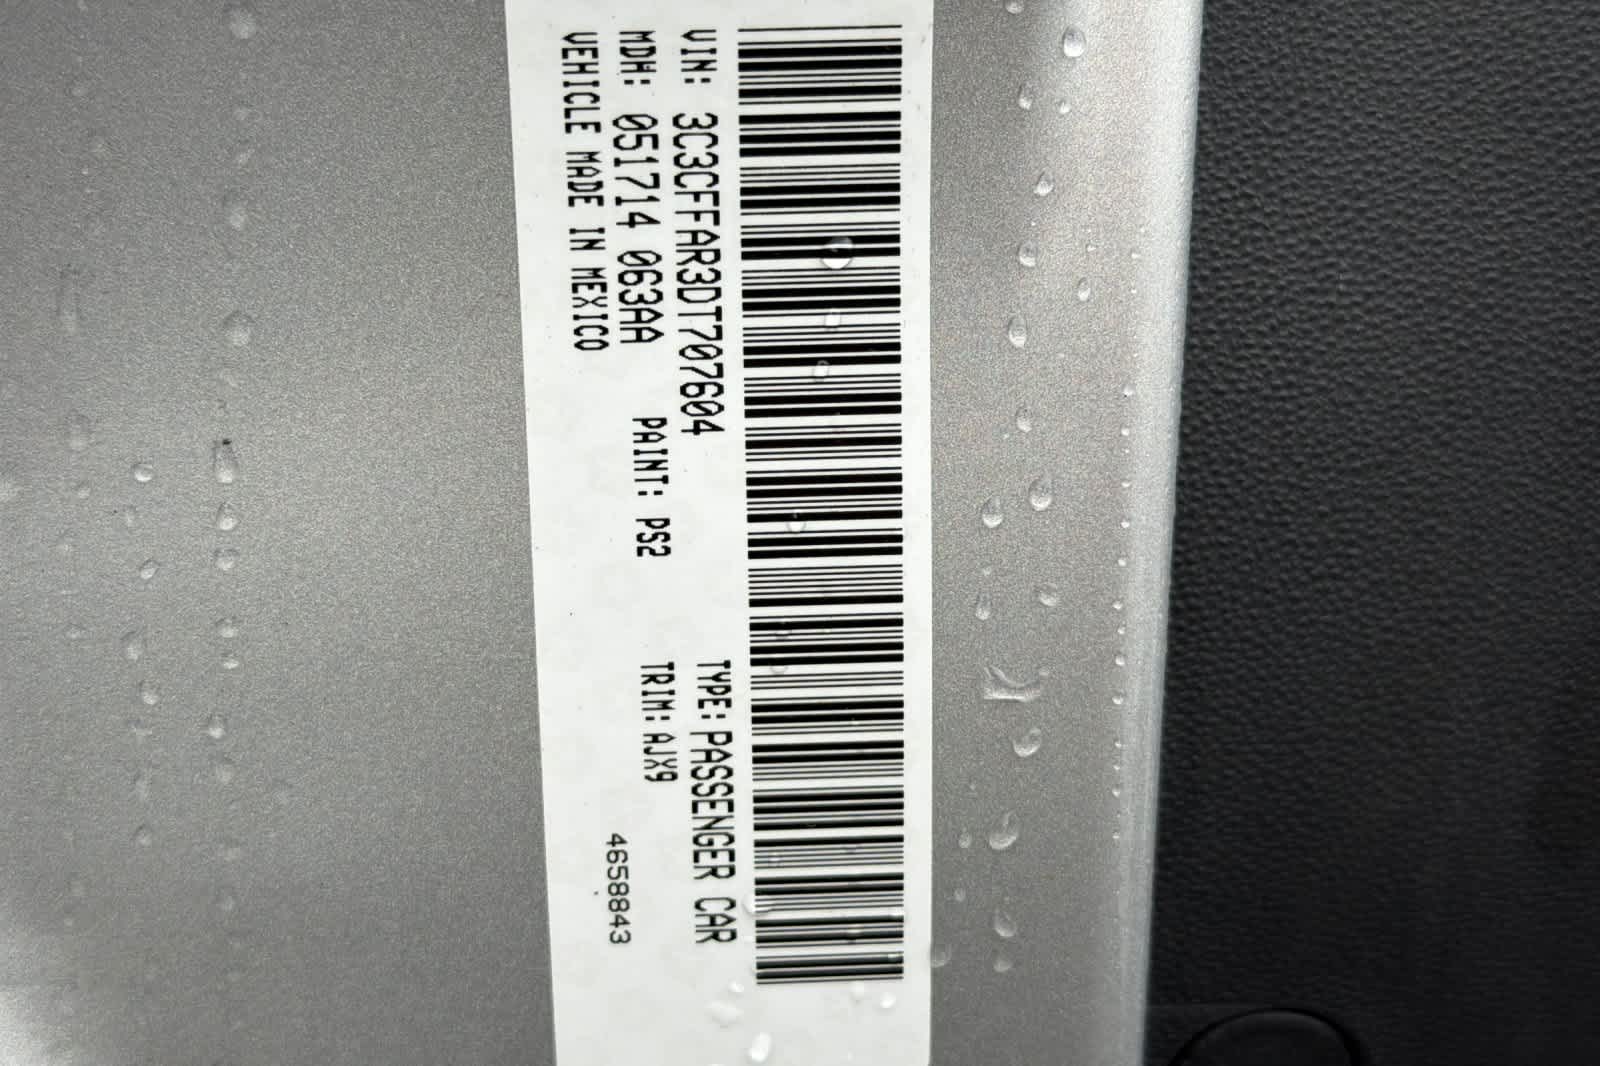 VIN: 3C3CFFAR3DT707604 TYPE: PASSENGER CAR
MDH: 051714 063AA PAINT: PS2 TRIM: AJX9
VEHICLE MADE IN MEXICO 4658843